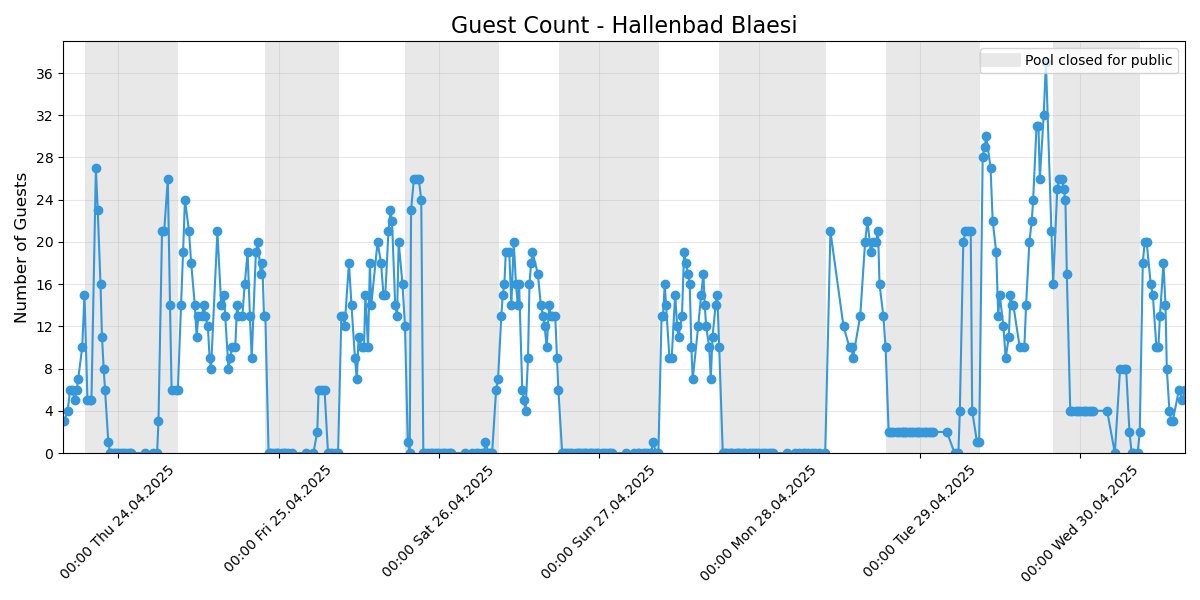 Guest Count - Hallenbad Blaesi
Pool closed for public
Number of Guests
36
32
28
24
20
16
12
8
4
0
00:00 Thu 24.04.2025
00:00 Fri 25.04.2025
00:00 Sat 26.04.2025
00:00 Sun 27.04.2025
00:00 Mon 28.04.2025
00:00 Tue 29.04.2025
00:00 Wed 30.04.2025